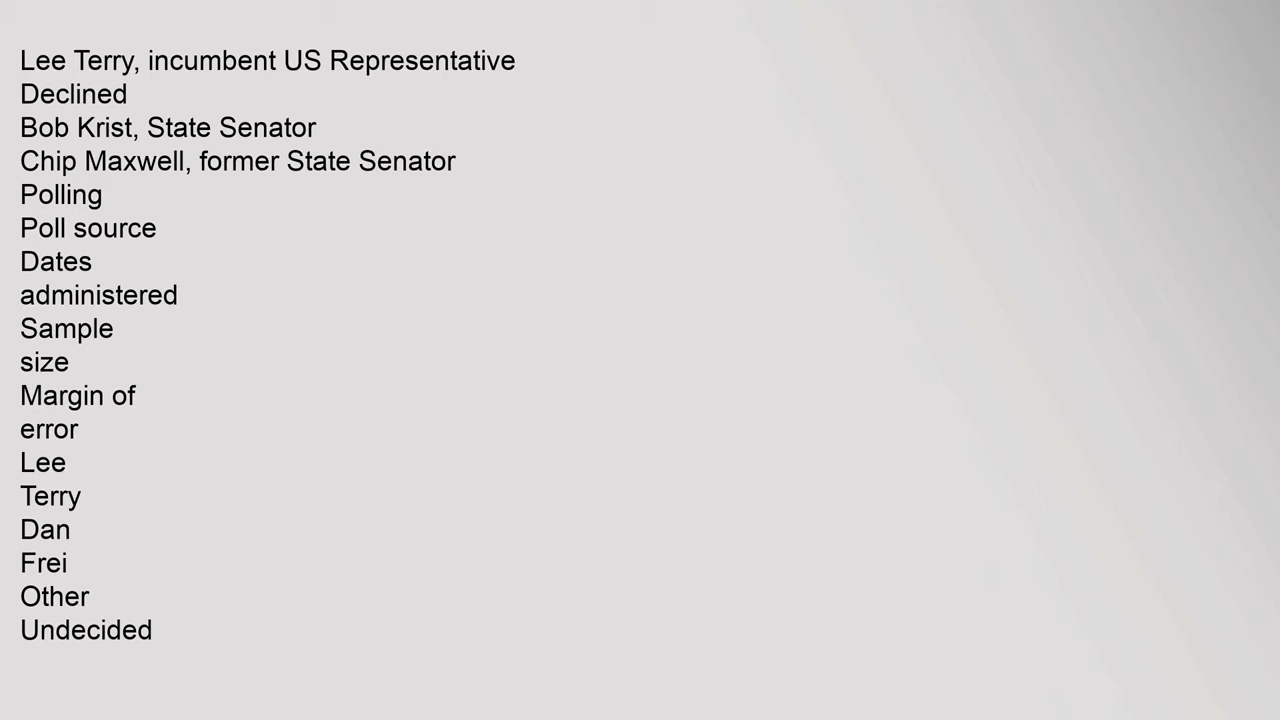 Lee Terry, incumbent US Representative
Declined
Bob Krist, State Senator
Chip Maxwell, former State Senator
Polling
Poll source
Dates
administered
Sample
size
Margin of
error
Lee
Terry
Dan
Frei
Other
Undecided